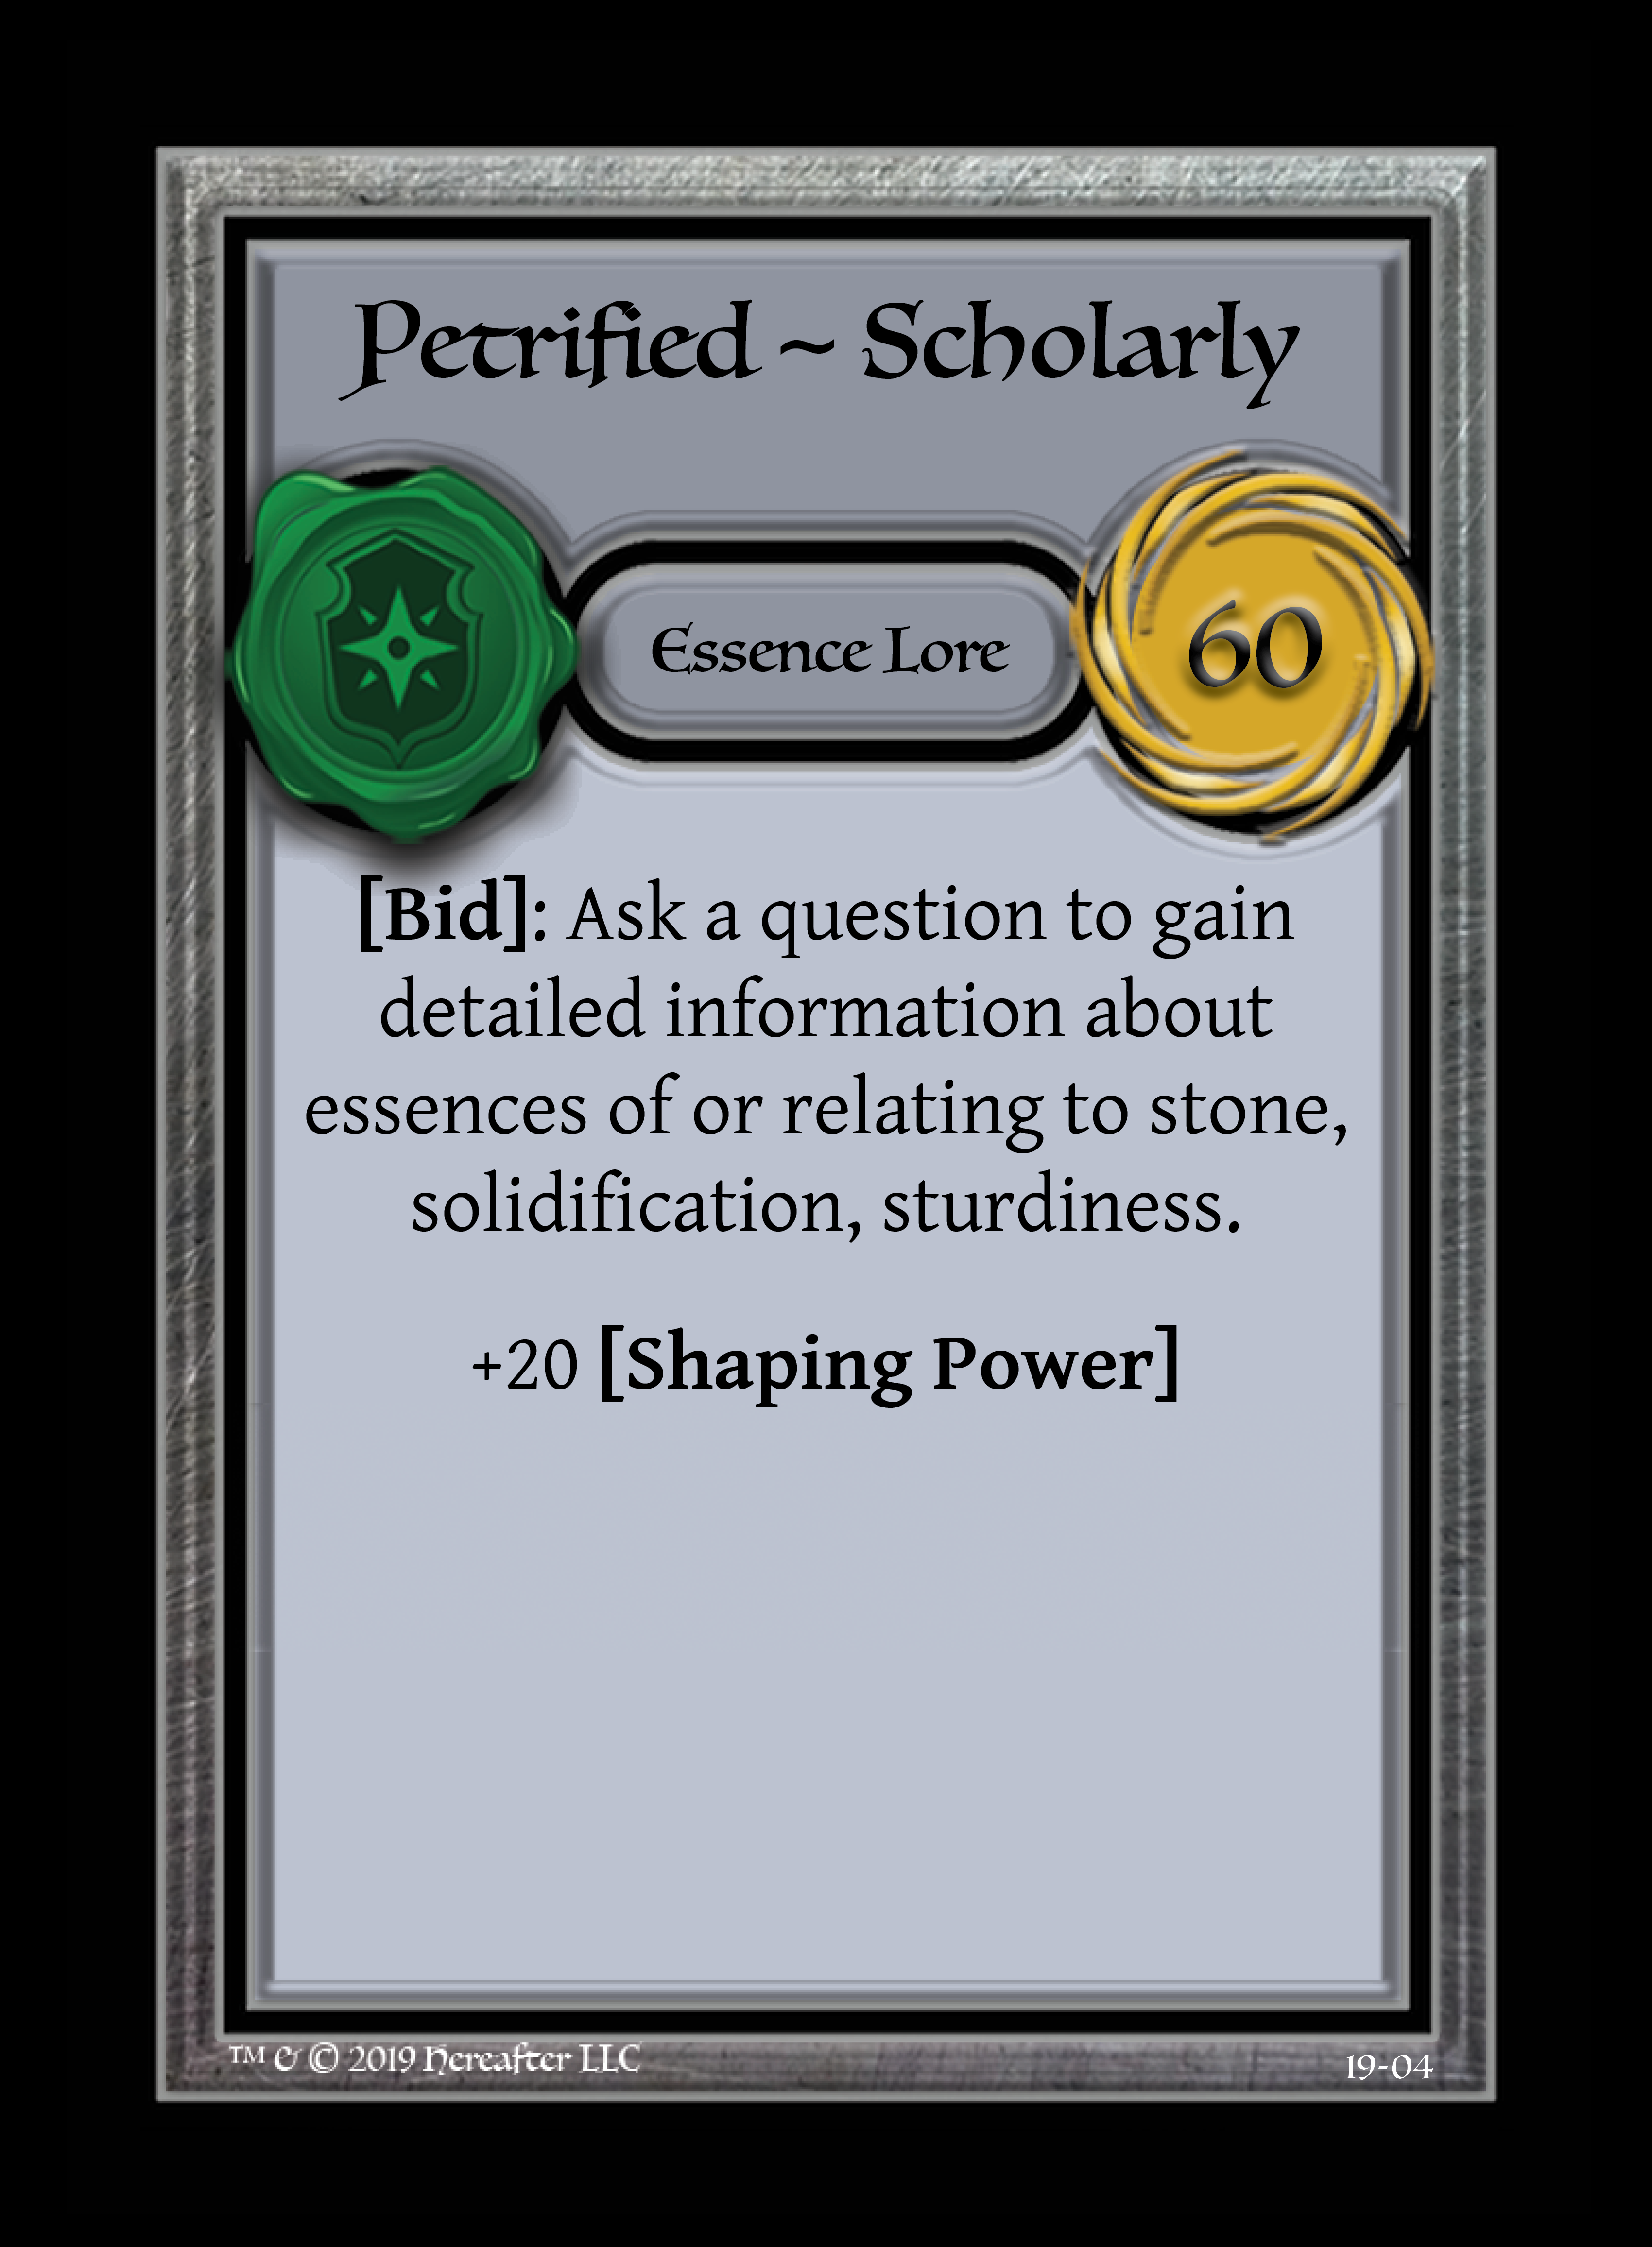 Petrified ~ Scholarly
Essence Lore
60
[Bid]: Ask a question to gain
detailed information about
essences of or relating to stone,
solidification, sturdiness.
+20 [Shaping Power]
™ & © 2019 Hereafter LLC
19-04